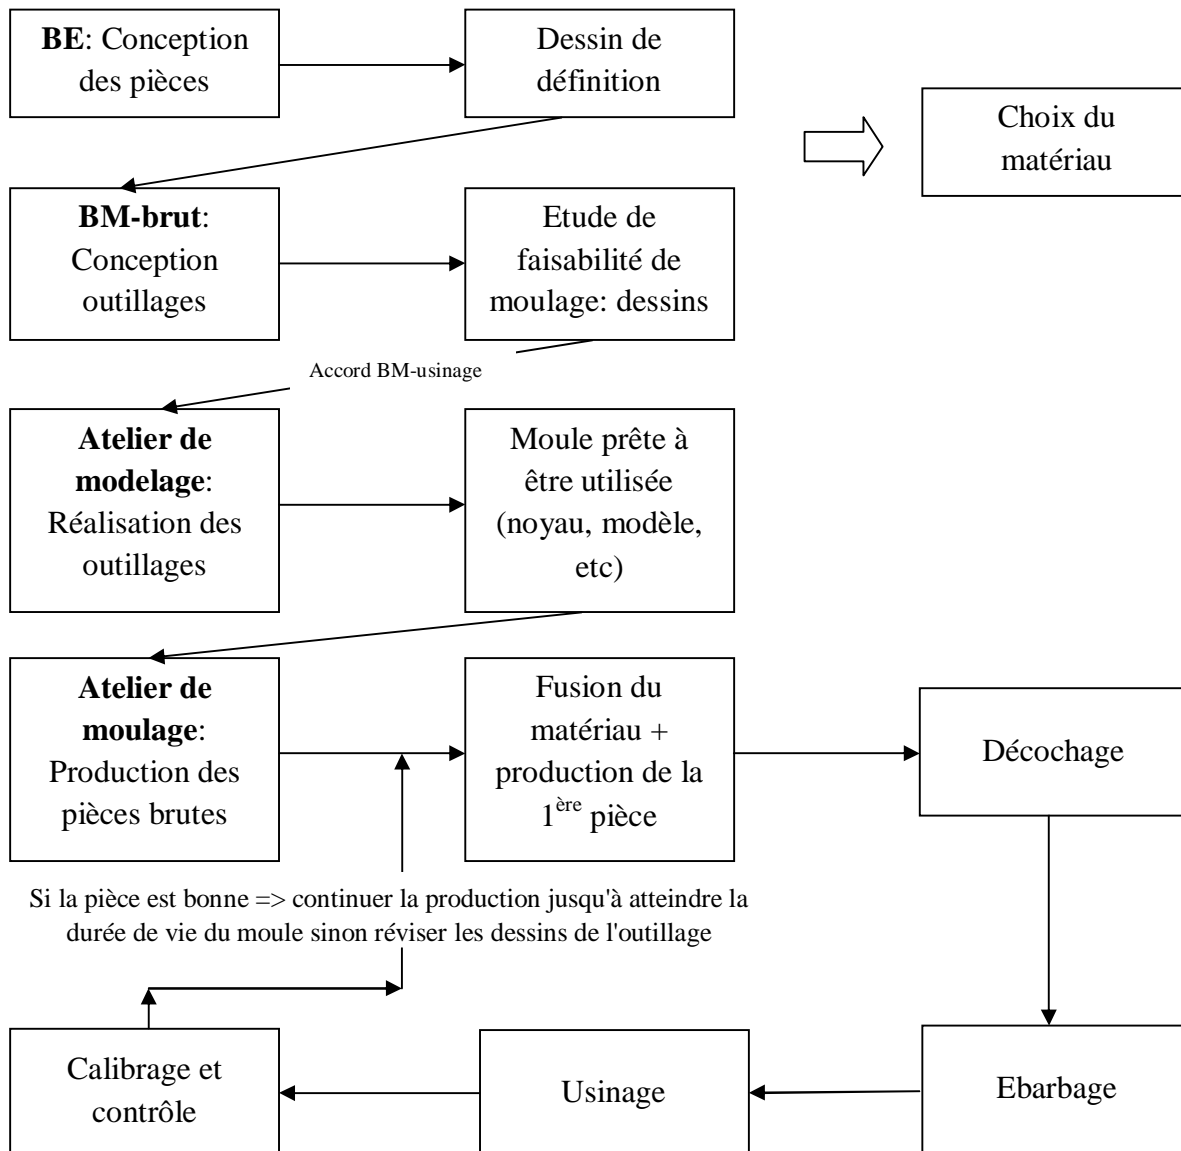 BE: Conception
des pièces
Dessin de
définition
Choix du
matériau
BM-brut:
Conception
outillages
Etude de
faisabilité de
moulage: dessins
Accord BM-usinage
Atelier de
modelage:
Réalisation des
outillages
Moule prête à
être utilisée
(noyau, modèle,
etc)
Atelier de
moulage:
Production des
pièces brutes
Fusion du
matériau +
production de la
1ère pièce
Décochage
Si la pièce est bonne => continuer la production jusqu'à atteindre la
durée de vie du moule sinon réviser les dessins de l'outillage
Calibrage et
contrôle
Usinage
Ebarbage